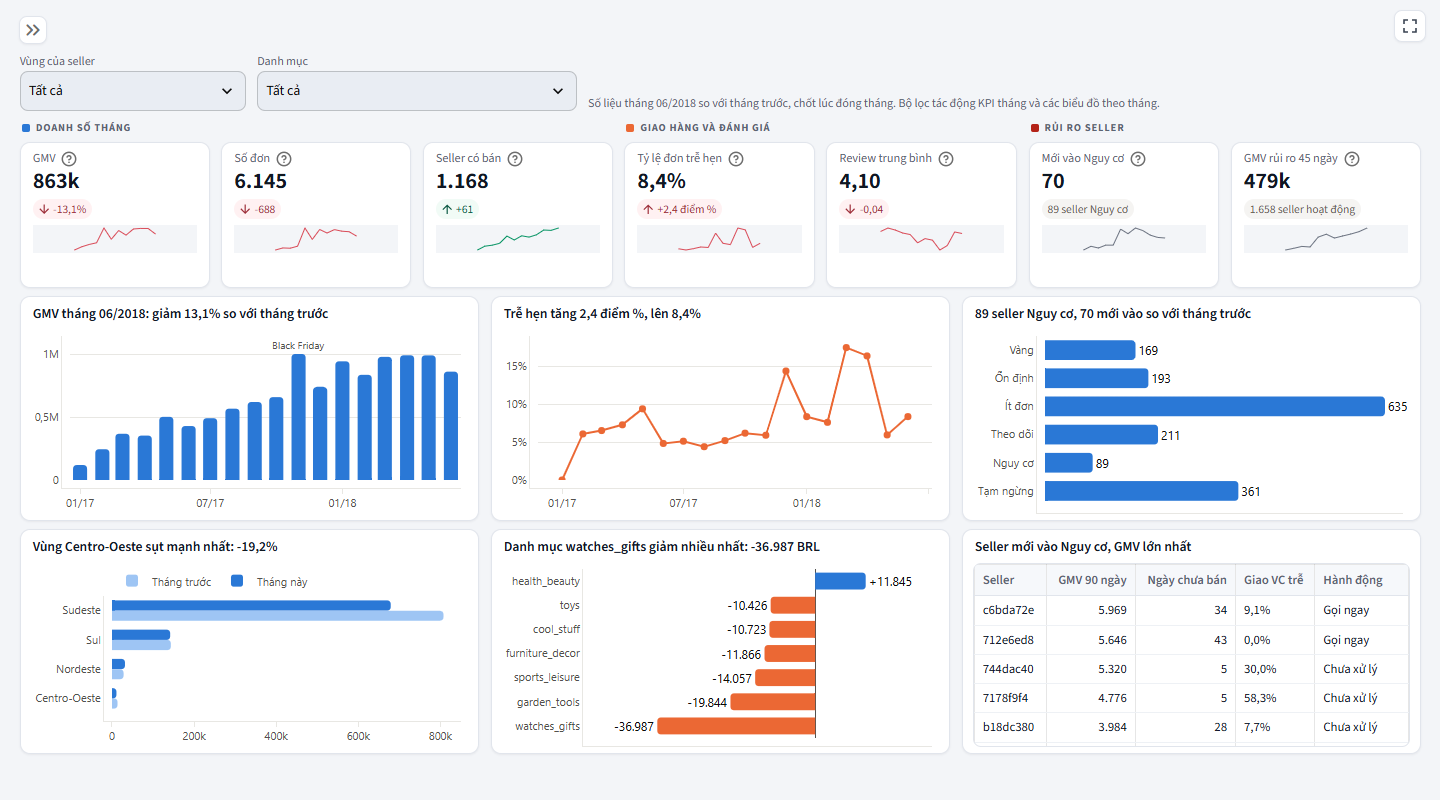 Vùng của seller
Danh mục
Tất cả
Tất cả
Số liệu tháng 06/2018 so với tháng trước, chốt lúc đóng tháng. Bộ lọc tác động KPI tháng và các biểu đồ theo tháng.
DOANH SỐ THÁNG
GIAO HÀNG VÀ ĐÁNH GIÁ
RỦI RO SELLER
GMV ?
863k
↓ -13,1%
Số đơn ?
6.145
↓ -688
Seller có bán ?
1.168
↑ +61
Tỷ lệ đơn trễ hẹn ?
8,4%
↑ +2,4 điểm %
Review trung bình ?
4,10
↓ -0,04
Mới vào Nguy cơ ?
70
89 seller Nguy cơ
GMV rủi ro 45 ngày ?
479k
1.658 seller hoạt động
GMV tháng 06/2018: giảm 13,1% so với tháng trước
Black Friday
1M
0,5M
0
01/17
07/17
01/18
Trễ hẹn tăng 2,4 điểm %, lên 8,4%
15%
10%
5%
0%
01/17
07/17
01/18
89 seller Nguy cơ, 70 mới vào so với tháng trước
Vàng 169
Ổn định 193
Ít đơn 635
Theo dõi 211
Nguy cơ 89
Tạm ngừng 361
Vùng Centro-Oeste sụt mạnh nhất: -19,2%
Tháng trước
Tháng này
Sudeste
Sul
Nordeste
Centro-Oeste
0
200k
400k
600k
800k
Danh mục watches_gifts giảm nhiều nhất: -36.987 BRL
health_beauty +11.845
toys -10.426
cool_stuff -10.723
furniture_decor -11.866
sports_leisure -14.057
garden_tools -19.844
watches_gifts -36.987
Seller mới vào Nguy cơ, GMV lớn nhất
Seller GMV 90 ngày Ngày chưa bán Giao VC trễ Hành động
c6bda72e 5.969 34 9,1% Gọi ngay
712e6ed8 5.646 43 0,0% Gọi ngay
744dac40 5.320 5 30,0% Chưa xử lý
7178f9f4 4.776 5 58,3% Chưa xử lý
b18dc380 3.984 28 7,7% Chưa xử lý